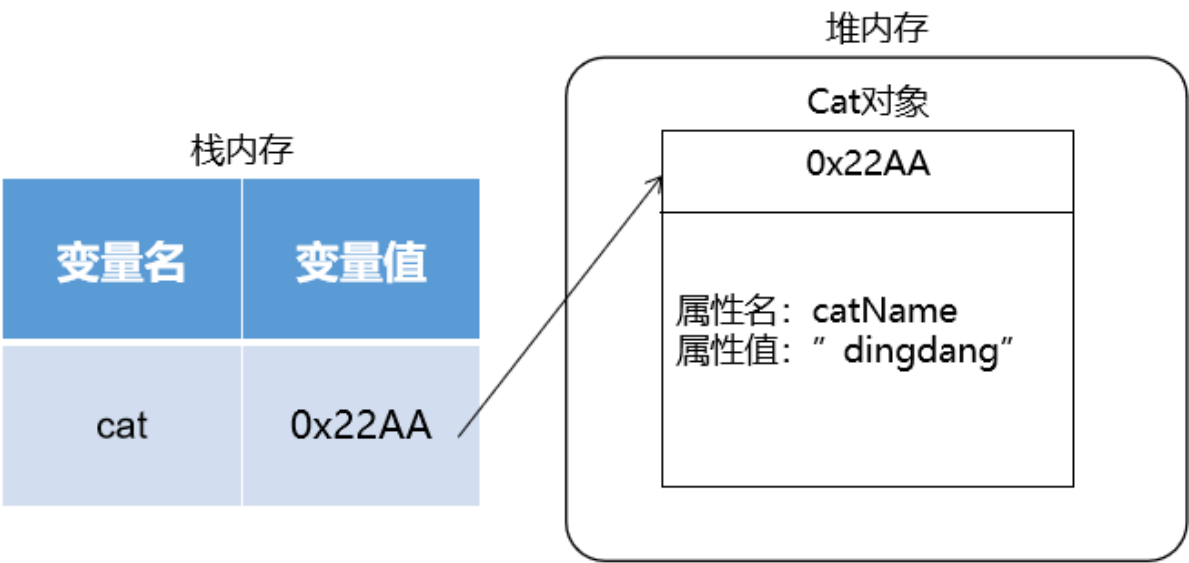 堆内存
Cat对象
0x22AA
属性名：catName
属性值：”dingdang”
栈内存
变量名 变量值
cat 0x22AA